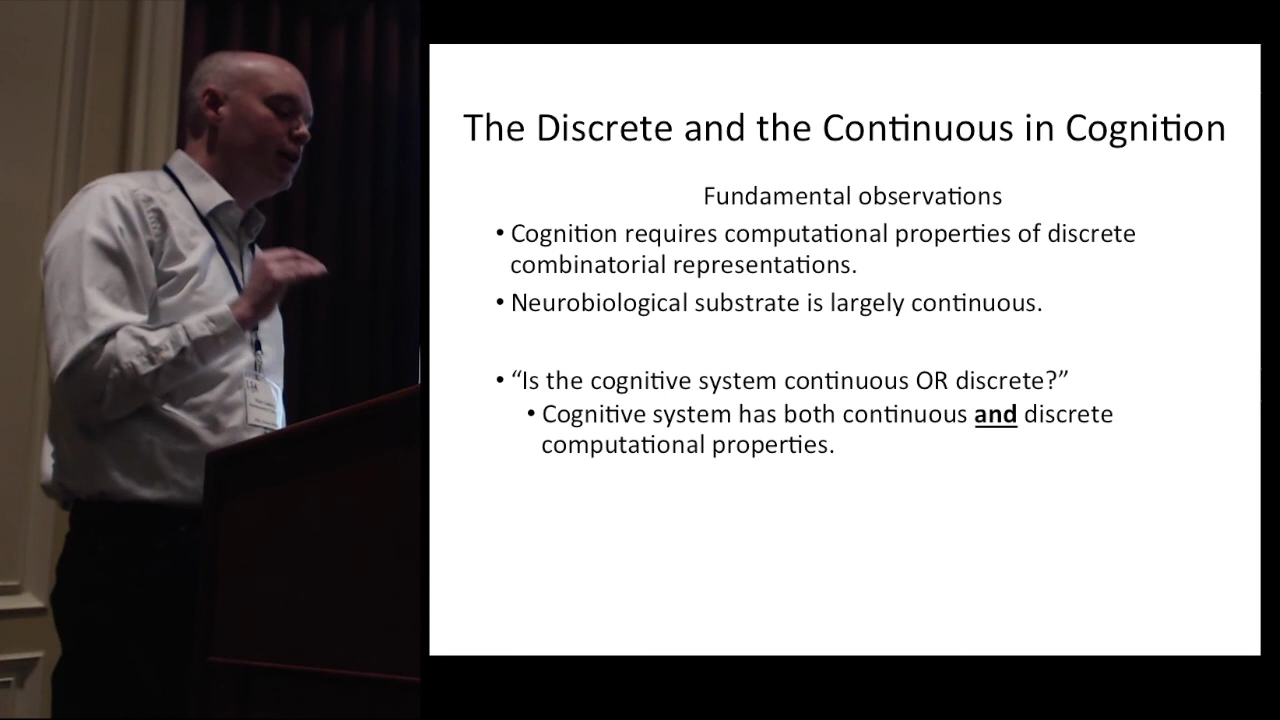 The Discrete and the Continuous in Cognition
Fundamental observations
• Cognition requires computational properties of discrete
combinatorial representations.
• Neurobiological substrate is largely continuous.
• “Is the cognitive system continuous OR discrete?”
• Cognitive system has both continuous and discrete
computational properties.
LSA